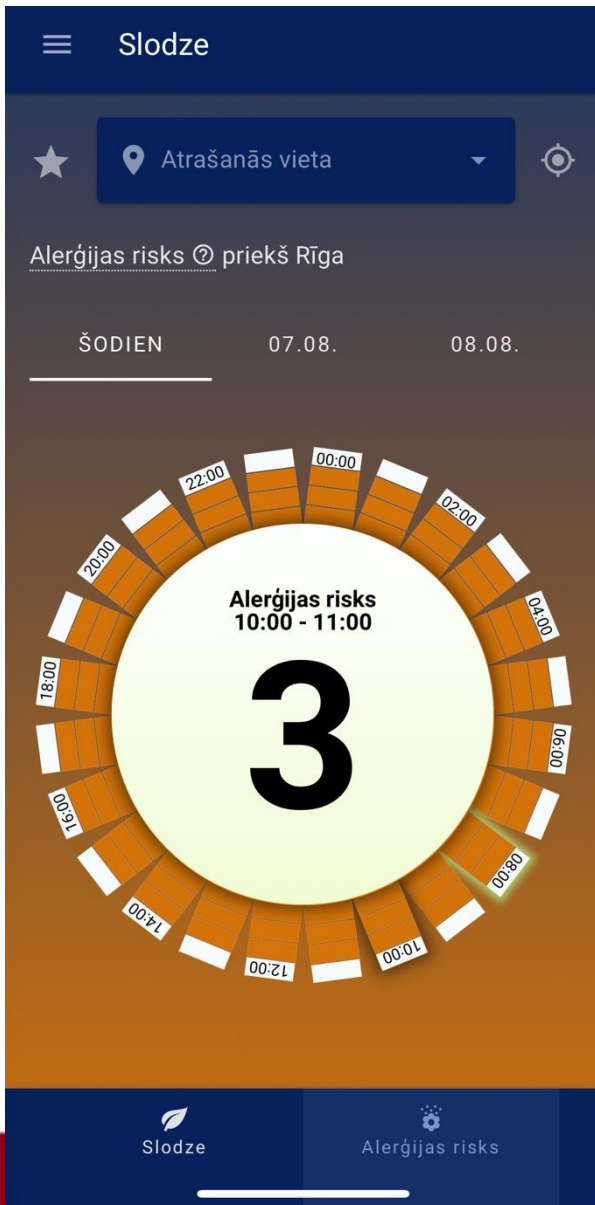 Slodze
Atrašanās vieta
Alerģijas risks ? priekš Rīga
ŠODIEN
07.08.
08.08.
00:00
02:00
04:00
06:00
08:00
10:00
12:00
14:00
16:00
18:00
20:00
22:00
Alerģijas risks
10:00 - 11:00
3
Slodze
Alerģijas risks